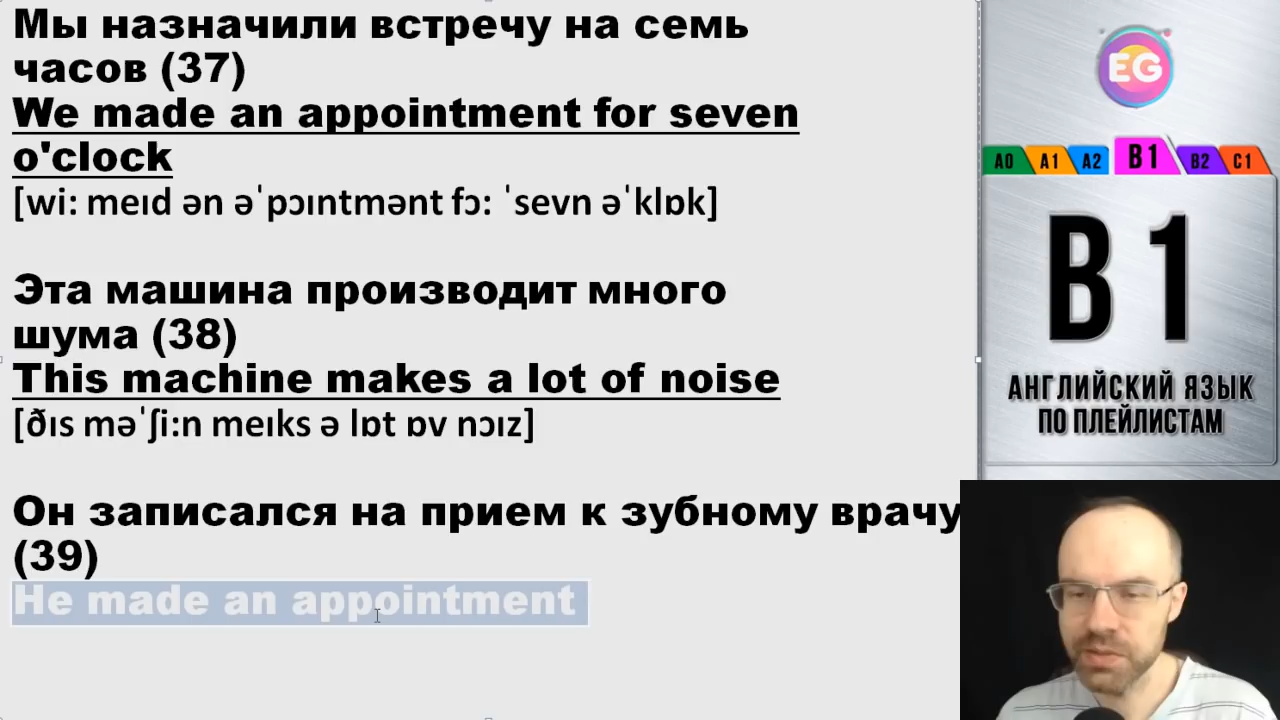 Мы назначили встречу на семь
часов (37)
We made an appointment for seven
o'clock
[wi: meɪd ən əˈpɔɪntmənt fɔ: ˈsevn əˈklɒk]
Эта машина производит много
шума (38)
This machine makes a lot of noise
[ðɪs məˈʃi:n meɪks ə lɒt ɒv nɔɪz]
Он записался на прием к зубному врачу
(39)
He made an appointment
EG
A0 A1 A2 B1 B2 C1
B1
АНГЛИЙСКИЙ ЯЗЫК
ПО ПЛЕЙЛИСТАМ